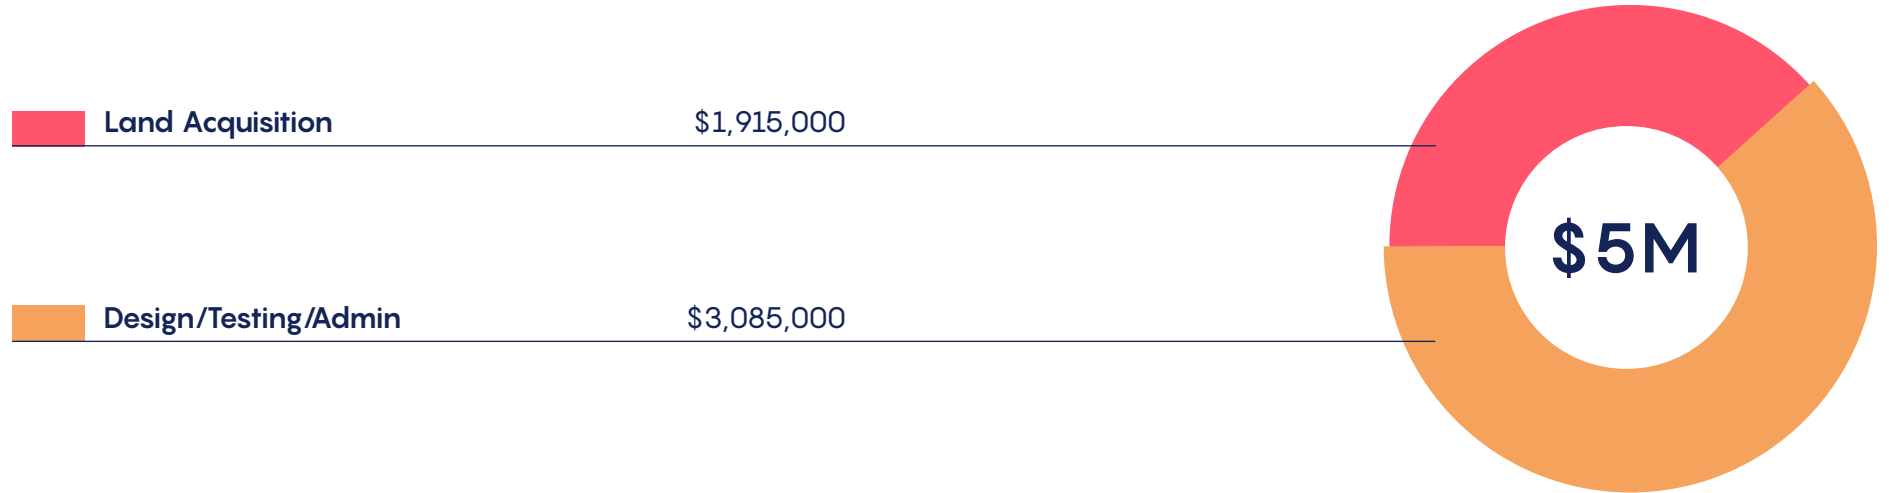 Land Acquisition $1,915,000
Design/Testing/Admin $3,085,000
$5M